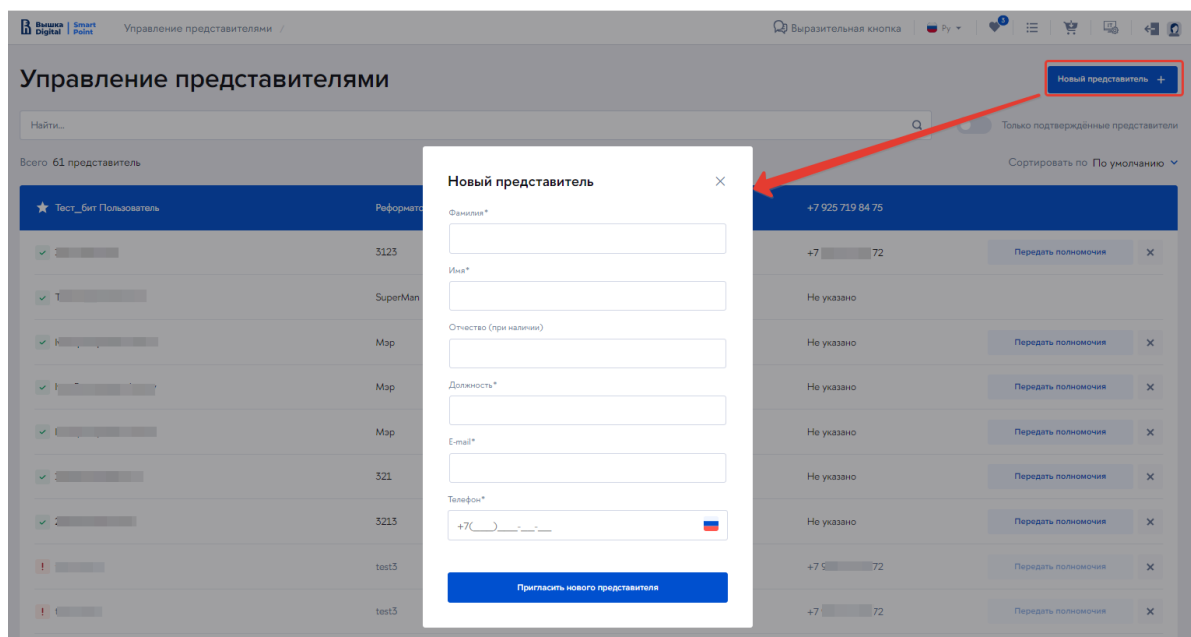 Вышка Digital | Smart Point Управление представителями / Выразительная кнопка Ру 3
Управление представителями Новый представитель +
Найти... Только подтверждённые представители
Всего 61 представитель Сортировать по По умолчанию
Новый представитель ×
Тест_бит Пользователь +7 925 719 84 75
Фамилия*
3123 +7 72 Передать полномочия ×
Имя*
SuperMan Не указано
Отчество (при наличии)
Мэр Не указано Передать полномочия ×
Должность*
Мэр Не указано Передать полномочия ×
E-mail*
Мэр Не указано Передать полномочия ×
321 Не указано Передать полномочия ×
Телефон*
+7(___)___-__-__
3213 Не указано Передать полномочия ×
! test3 +7 9 72 Передать полномочия ×
Пригласить нового представителя
! test3 +7 72 Передать полномочия ×